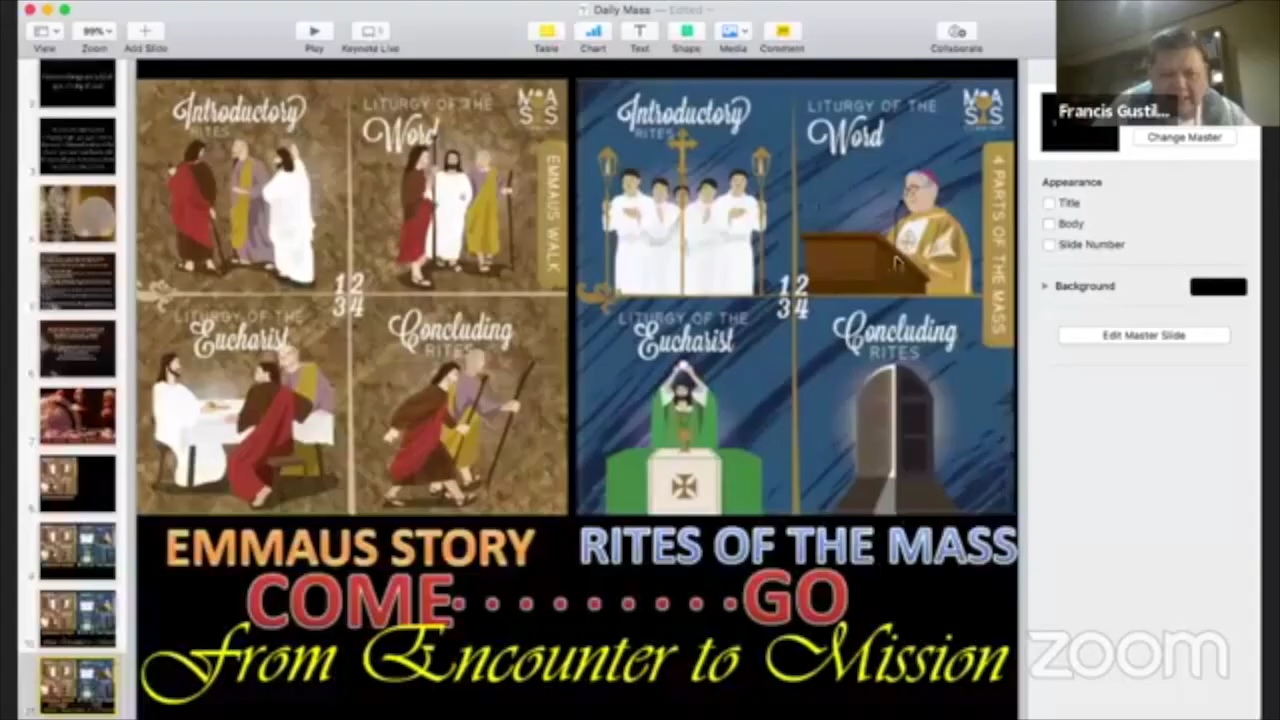 Daily Mass — Edited
99%
View
Zoom
Add Slide
Play
Keynote Live
Table
Chart
Text
Shape
Media
Comment
Collaborate
Francis Gustil...
Change Master
Appearance
Title
Body
Slide Number
Background
Edit Master Slide
Introductory
RITES
LITURGY OF THE
Word
MASS
EMMAUS WALK
1 2
3 4
LITURGY OF THE
Eucharist
Concluding
RITES
Introductory
RITES
LITURGY OF THE
Word
MASS
4 PARTS OF THE MASS
1 2
3 4
LITURGY OF THE
Eucharist
Concluding
RITES
EMMAUS STORY
RITES OF THE MASS
COME.........GO
From Encounter to Mission
zoom